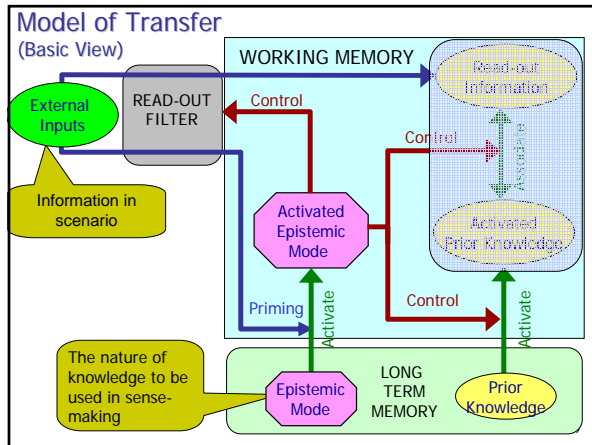 Model of Transfer
(Basic View)
WORKING MEMORY
Read-out
Information
External
Inputs
READ-OUT
FILTER
Control
Control
Associate
Information in
scenario
Activated
Epistemic
Mode
Activated
Prior Knowledge
Priming
Activate
Control
Activate
The nature of
knowledge to be
used in sense-
making
Epistemic
Mode
LONG
TERM
MEMORY
Prior
Knowledge